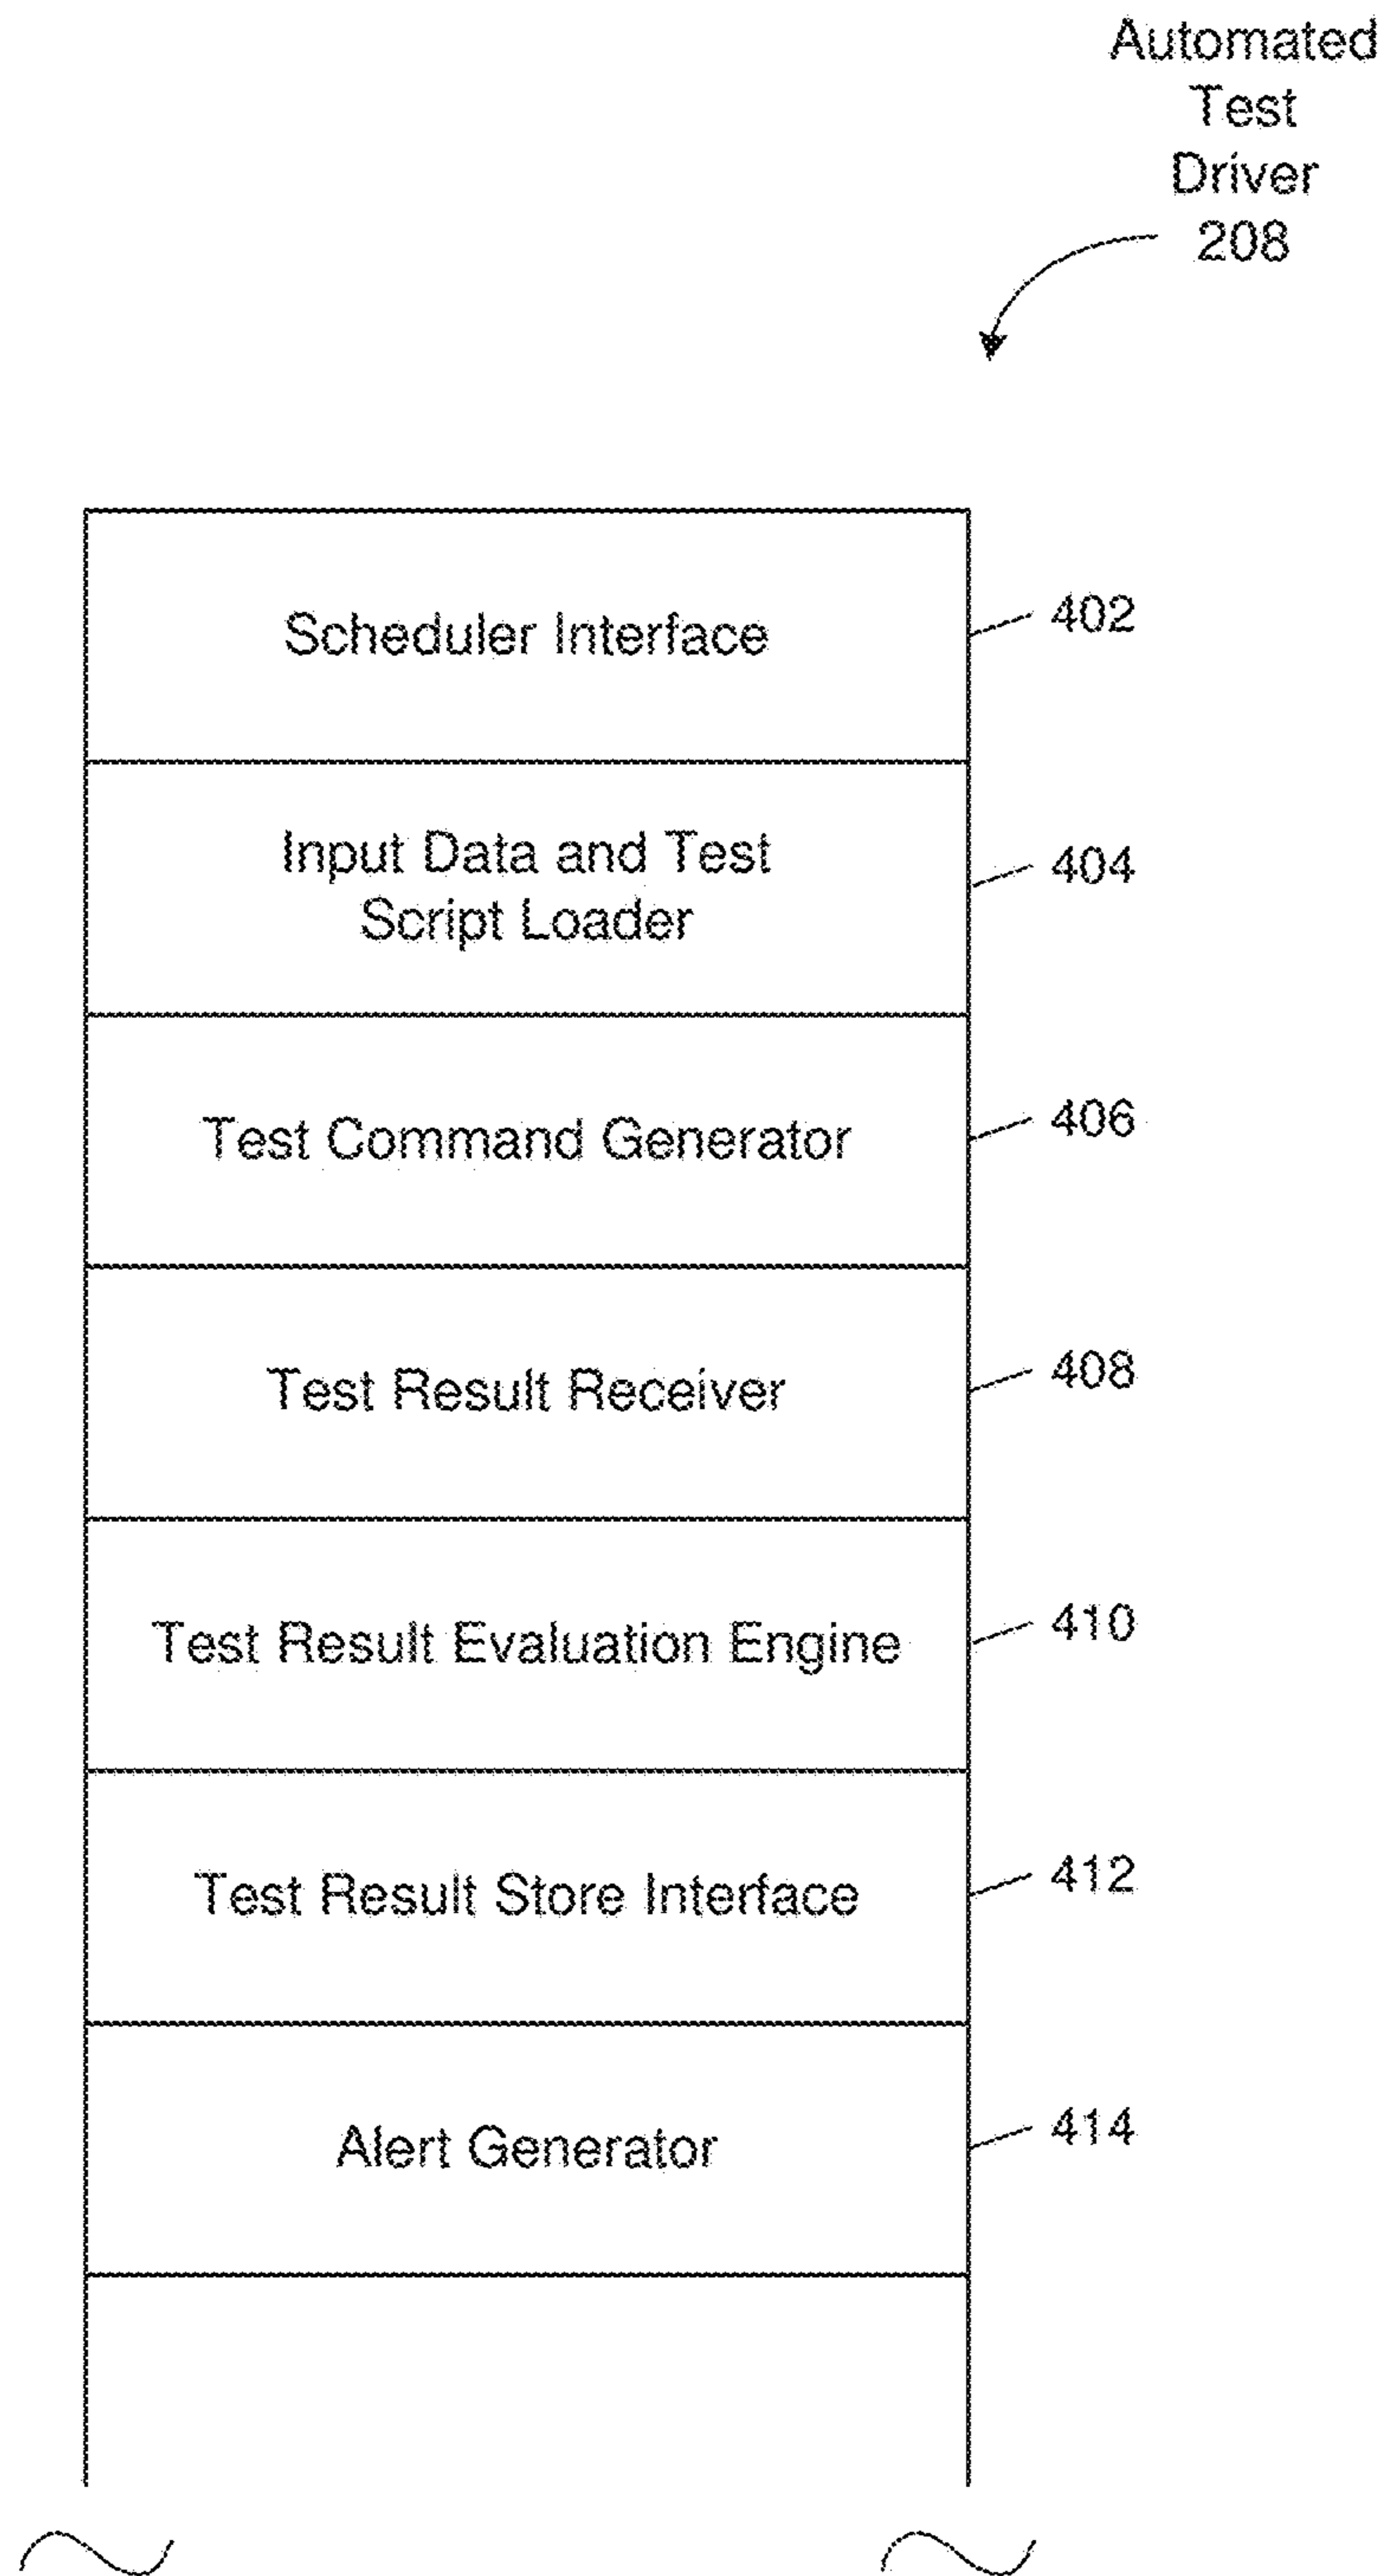 Automated
Test
Driver
208
Scheduler Interface
402
Input Data and Test
Script Loader
404
Test Command Generator
406
Test Result Receiver
408
Test Result Evaluation Engine
410
Test Result Store Interface
412
Alert Generator
414